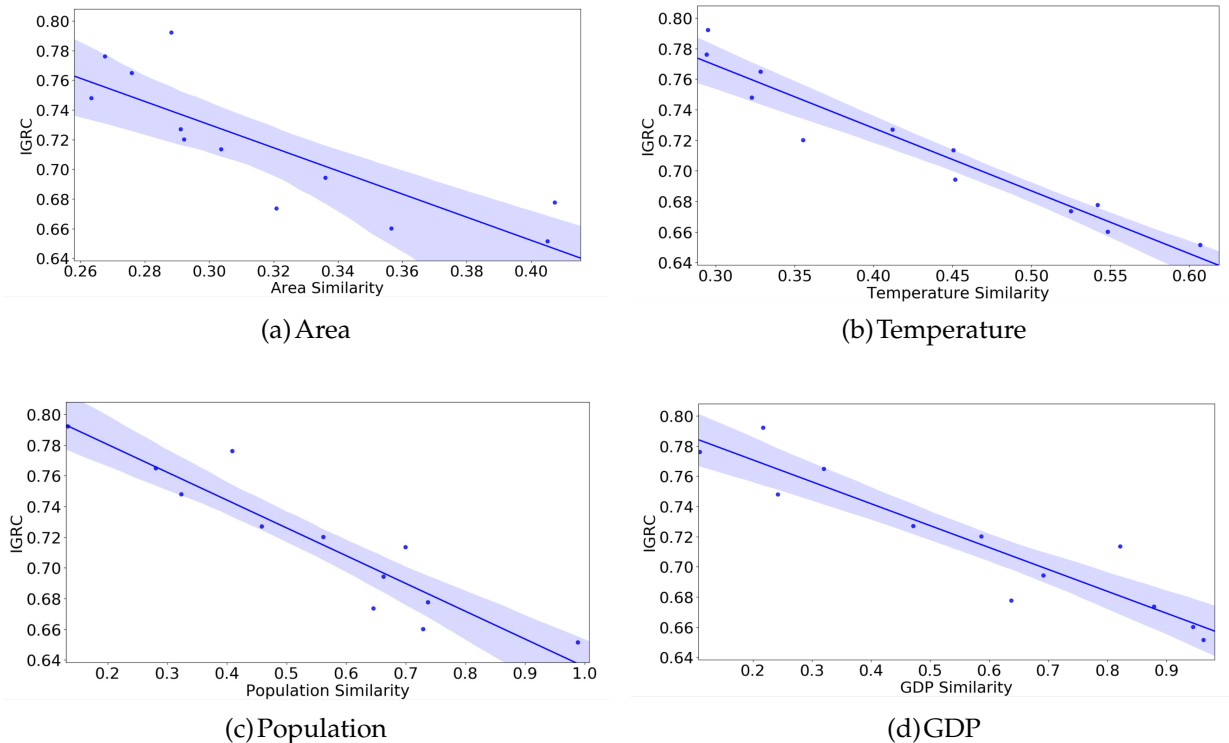 0.80
0.78
0.76
0.74
0.72
0.70
0.68
0.66
0.64
IGRC
0.26 0.28 0.30 0.32 0.34 0.36 0.38 0.40
Area Similarity
(a) Area
0.80
0.78
0.76
0.74
0.72
0.70
0.68
0.66
0.64
IGRC
0.30 0.35 0.40 0.45 0.50 0.55 0.60
Temperature Similarity
(b) Temperature
0.80
0.78
0.76
0.74
0.72
0.70
0.68
0.66
0.64
IGRC
0.2 0.3 0.4 0.5 0.6 0.7 0.8 0.9 1.0
Population Similarity
(c) Population
0.80
0.78
0.76
0.74
0.72
0.70
0.68
0.66
0.64
IGRC
0.2 0.3 0.4 0.5 0.6 0.7 0.8 0.9
GDP Similarity
(d) GDP